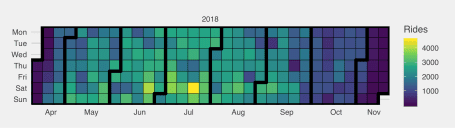 2018
Mon
Tue
Wed
Thu
Fri
Sat
Sun
Apr May Jun Jul Aug Sep Oct Nov
Rides
4000
3000
2000
1000